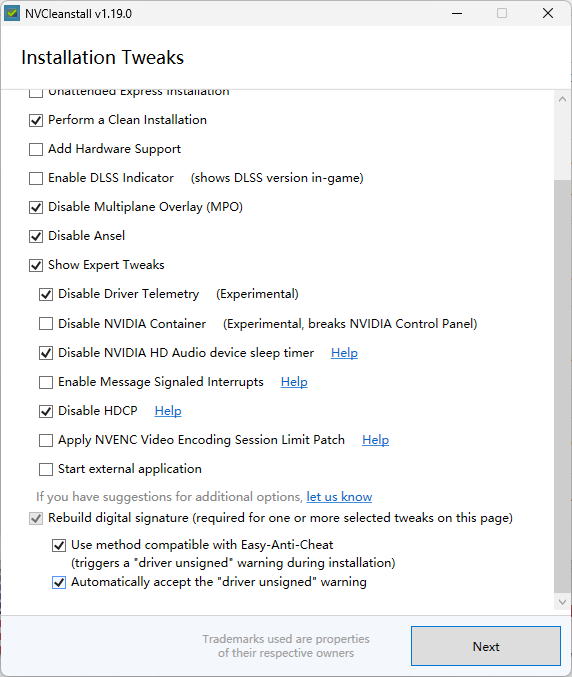 NVCleanstall v1.19.0
Installation Tweaks
Unattended Express Installation
Perform a Clean Installation
Add Hardware Support
Enable DLSS Indicator (shows DLSS version in-game)
Disable Multiplane Overlay (MPO)
Disable Ansel
Show Expert Tweaks
Disable Driver Telemetry (Experimental)
Disable NVIDIA Container (Experimental, breaks NVIDIA Control Panel)
Disable NVIDIA HD Audio device sleep timer Help
Enable Message Signaled Interrupts Help
Disable HDCP Help
Apply NVENC Video Encoding Session Limit Patch Help
Start external application
If you have suggestions for additional options, let us know
Rebuild digital signature (required for one or more selected tweaks on this page)
Use method compatible with Easy-Anti-Cheat
(triggers a "driver unsigned" warning during installation)
Automatically accept the "driver unsigned" warning
Trademarks used are properties
of their respective owners
Next